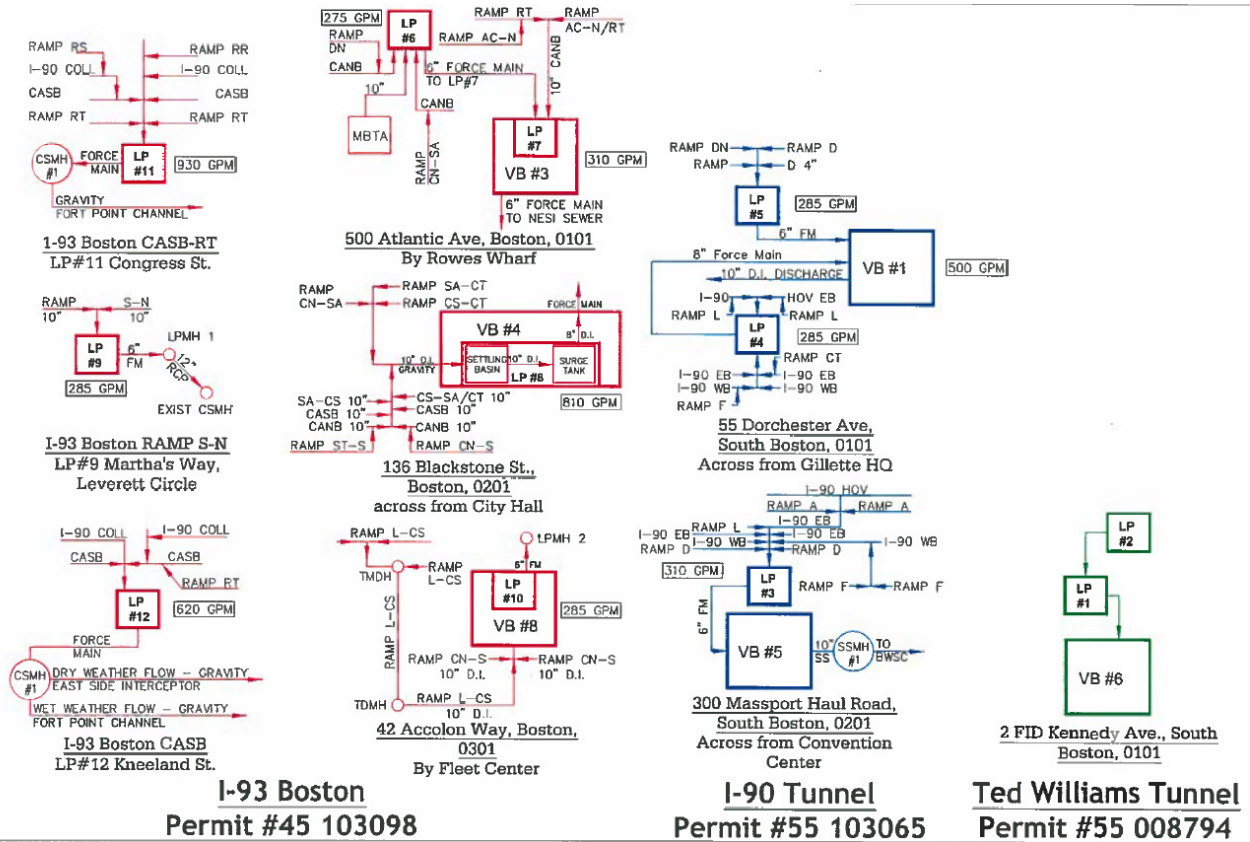 RAMP RS
RAMP RR
I-90 COLL
I-90 COLL
CASB
CASB
RAMP RT
RAMP RT
CSMH
#1
FORCE
MAIN
LP
#11
930 GPM
GRAVITY
FORT POINT CHANNEL
1-93 Boston CASB-RT
LP#11 Congress St.
RAMP
10"
S-N
10"
LPMH 1
LP
#9
6"
FM
12"
RCP
285 GPM
EXIST CSMH
I-93 Boston RAMP S-N
LP#9 Martha's Way,
Leverett Circle
I-90 COLL
I-90 COLL
CASB
CASB
RAMP RT
LP
#12
620 GPM
FORCE
MAIN
CSMH
#1
DRY WEATHER FLOW – GRAVITY
EAST SIDE INTERCEPTOR
WET WEATHER FLOW – GRAVITY
FORT POINT CHANNEL
I-93 Boston CASB
LP#12 Kneeland St.
275 GPM
LP
#6
RAMP
DN
CANB
RAMP RT
RAMP
AC-N/RT
RAMP AC-N
10" CANB
6" FORCE MAIN
TO LP#7
10"
MBTA
CANB
RAMP
CN-SA
LP
#7
VB #3
310 GPM
6" FORCE MAIN
TO NESI SEWER
500 Atlantic Ave, Boston, 0101
By Rowes Wharf
RAMP
CN-SA
RAMP SA-CT
RAMP CS-CT
FORCE MAIN
VB #4
8" D.I.
10" D.I.
GRAVITY
SETTLING
BASIN
10" D.I.
LP #8
SURGE
TANK
810 GPM
SA-CS 10"
CS-SA/CT 10"
CASB 10"
CASB 10"
CANB 10"
CANB 10"
RAMP ST-S
RAMP CN-S
136 Blackstone St.,
Boston, 0201
across from City Hall
RAMP L-CS
LPMH 2
TMDH
RAMP
L-CS
6" FM
LP
#10
VB #8
285 GPM
RAMP L-CS
RAMP CN-S
10" D.I.
RAMP CN-S
10" D.I.
TDMH
RAMP L-CS
10" D.I.
42 Accolon Way, Boston,
0301
By Fleet Center
RAMP DN
RAMP D
RAMP
D 4"
LP
#5
285 GPM
6" FM
8" Force Main
VB #1
500 GPM
10" D.I. DISCHARGE
I-90
HOV EB
RAMP L
RAMP L
LP
#4
285 GPM
RAMP CT
I-90 EB
I-90 EB
I-90 WB
I-90 WB
RAMP F
55 Dorchester Ave,
South Boston, 0101
Across from Gillette HQ
I-90 HOV
RAMP A
RAMP A
RAMP L
I-90 EB
I-90 EB
I-90 EB
I-90 WB
I-90 WB
I-90 WB
RAMP D
RAMP D
310 GPM
LP
#3
RAMP F
RAMP F
6" FM
VB #5
10"
SS
SSMH
#1
TO
BWSC
300 Massport Haul Road,
South Boston, 0201
Across from Convention
Center
LP
#2
LP
#1
VB #6
2 FID Kennedy Ave., South
Boston, 0101
I-93 Boston
Permit #45 103098
I-90 Tunnel
Permit #55 103065
Ted Williams Tunnel
Permit #55 008794